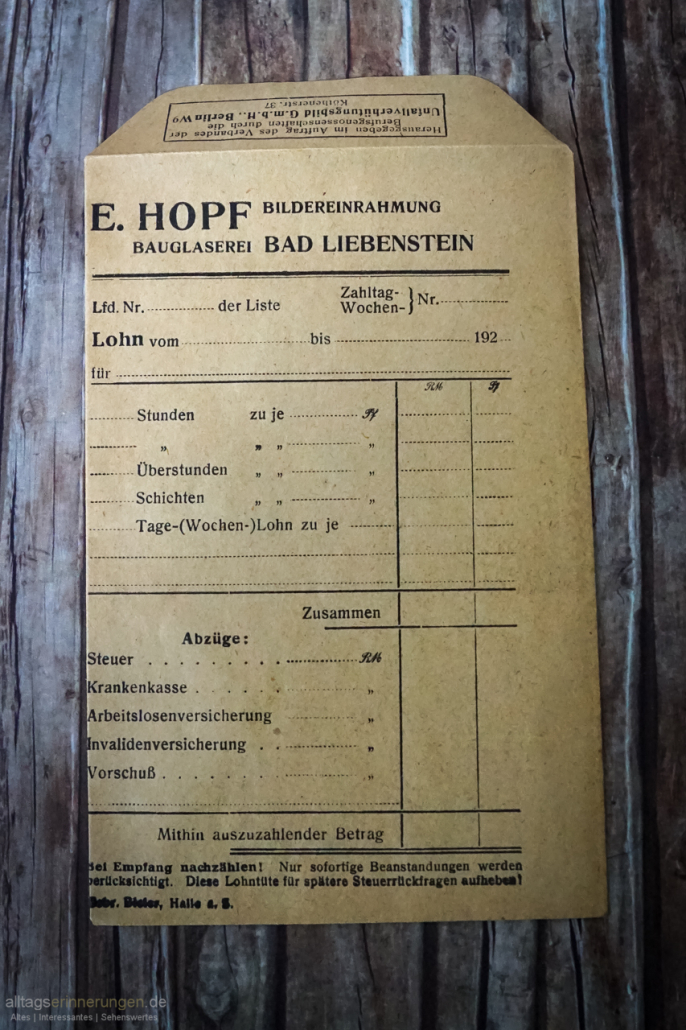 Herausgegeben im Auftrag des Verbandes der
Berufsgenossenschaften durch die
Unfallverhütungsbild G.m.b.H., Berlin W9
Köthenerstr. 37
E. HOPF BILDEREINRAHMUNG
BAUGLASEREI BAD LIEBENSTEIN
Lfd. Nr. der Liste Zahltag- Wochen- } Nr.
Lohn vom bis 192
für
RM Pf
Stunden zu je Pf
„ „ „ „
Überstunden „ „ „
Schichten „ „ „
Tage-(Wochen-)Lohn zu je
Zusammen
Abzüge:
Steuer . . . . . . . . . RM
Krankenkasse . . . . . „
Arbeitslosenversicherung „
Invalidenversicherung . . „
Vorschuß . . . . . . „
Mithin auszuzahlender Betrag
Bei Empfang nachzählen! Nur sofortige Beanstandungen werden
berücksichtigt. Diese Lohntüte für spätere Steuerrückfragen aufheben!
Gebr. Halle a. S.
alltagserinnerungen.de
Altes | Interessantes | Sehenswertes